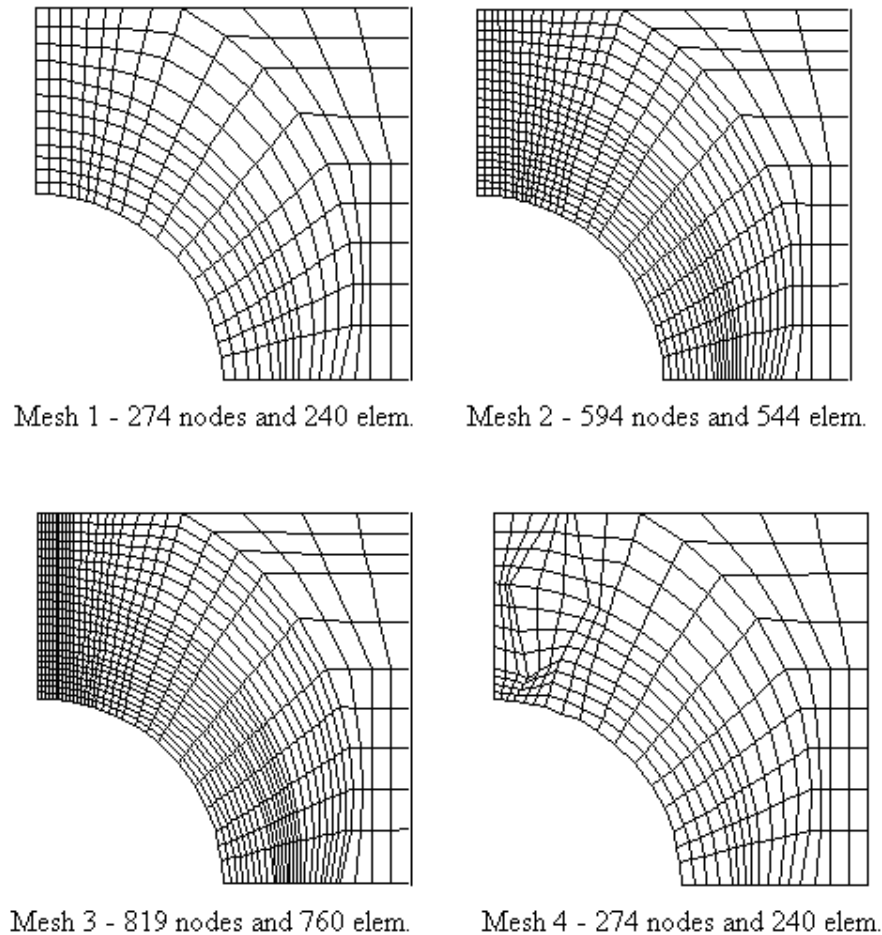 Mesh 1 - 274 nodes and 240 elem.
Mesh 2 - 594 nodes and 544 elem.
Mesh 3 - 819 nodes and 760 elem.
Mesh 4 - 274 nodes and 240 elem.